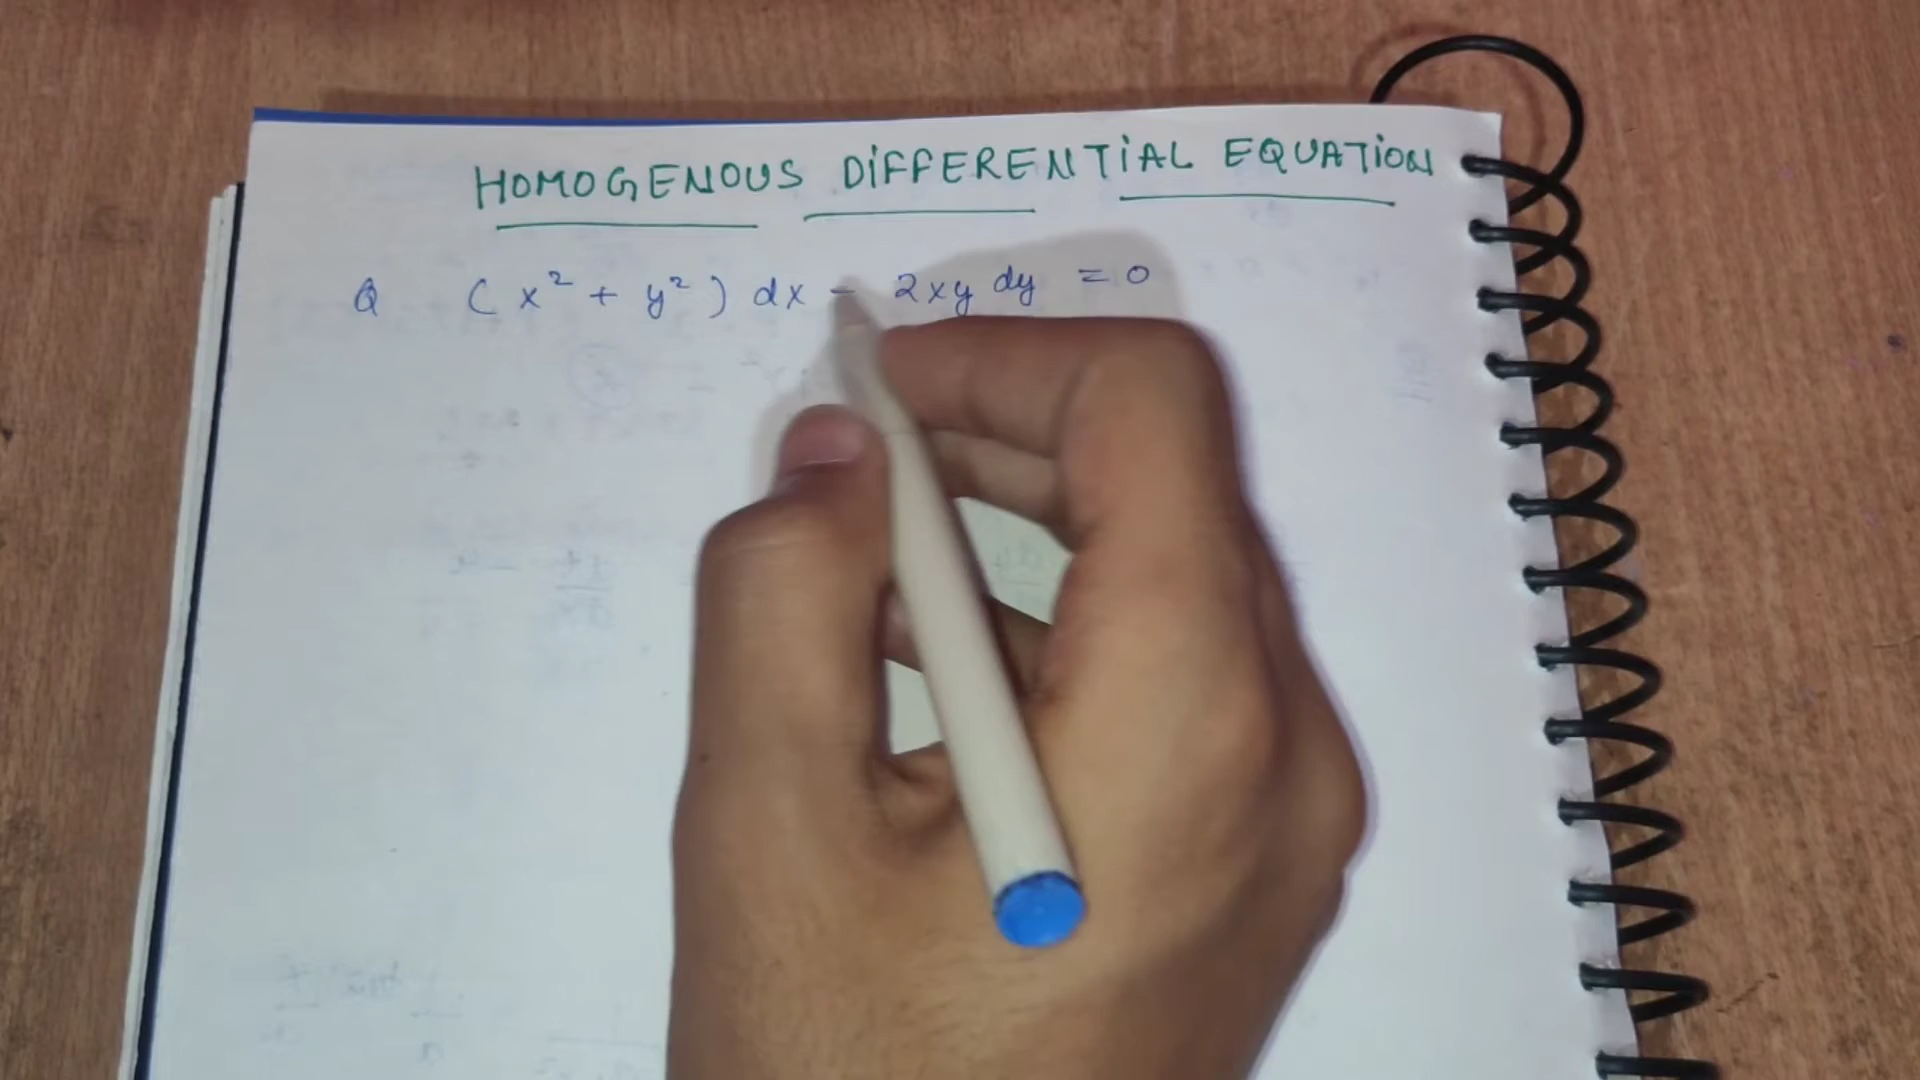 HOMOGENOUS DIFFERENTIAL EQUATION
Q (x² + y²) dx - 2xy dy = 0